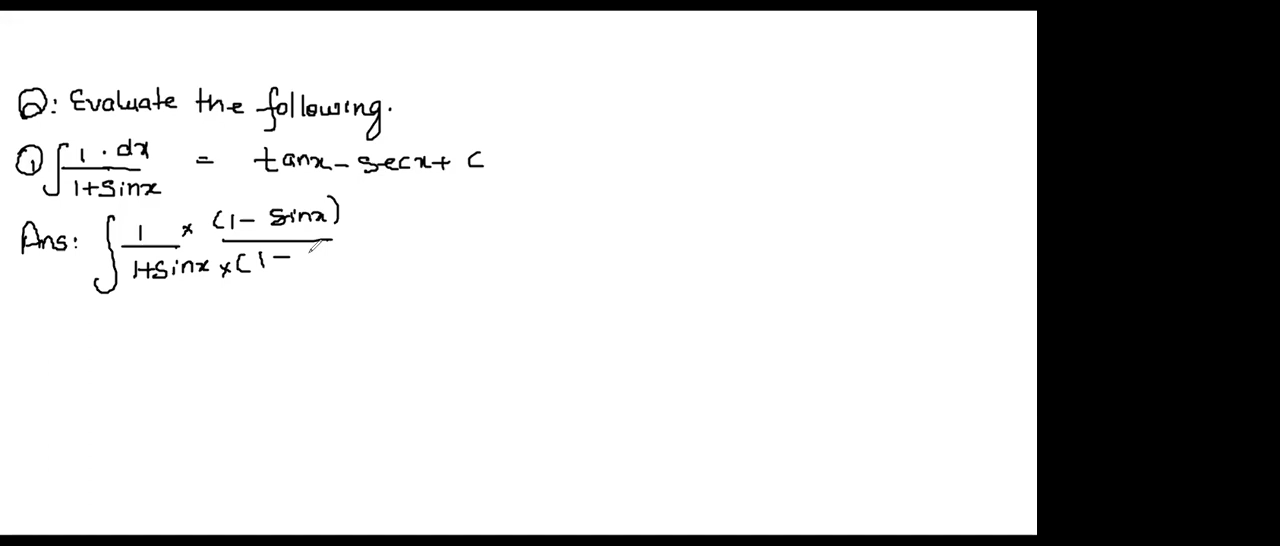 Q: Evaluate the following.
① ∫ 1 · dx / 1+sinx = tanx - secx + c
Ans: ∫ 1 / 1+sinx × (1 - sinx) / × (1 -